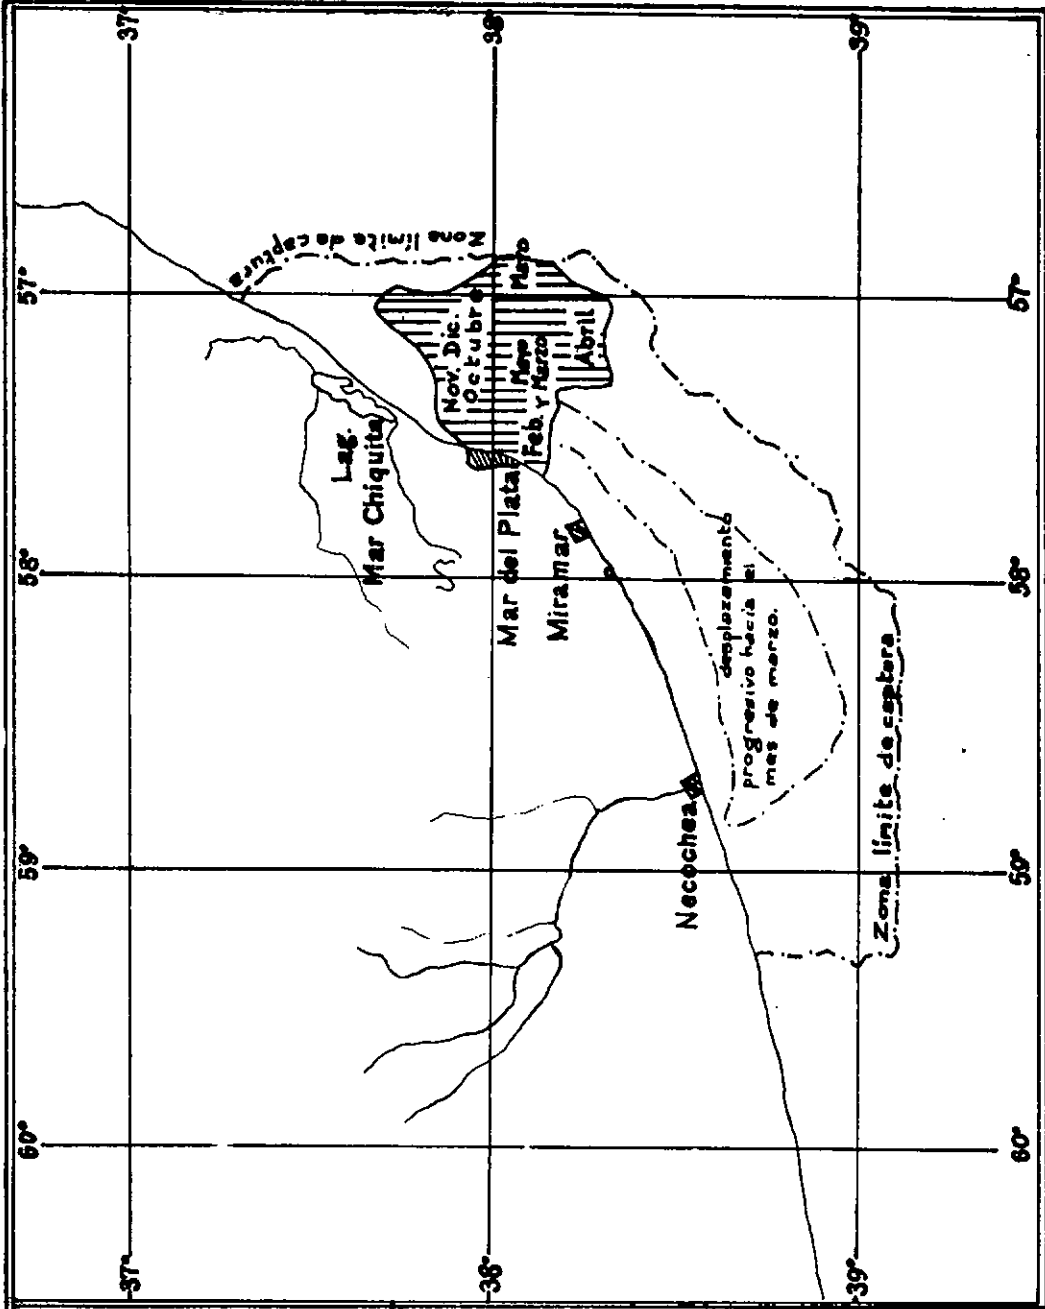 60°
59°
58°
57°
37°
37°
Lag.
Mar Chiquita
Zona límite de captura
Nov. Dic.
Octubre
38°
38°
Mar del Plata
Mayo
Mayo
Feb. y Marzo
Abril
Miramar
Necochea
desplazamiento
progresivo hacia el
mes de marzo.
39°
39°
Zona límite de captura
60°
59°
58°
57°